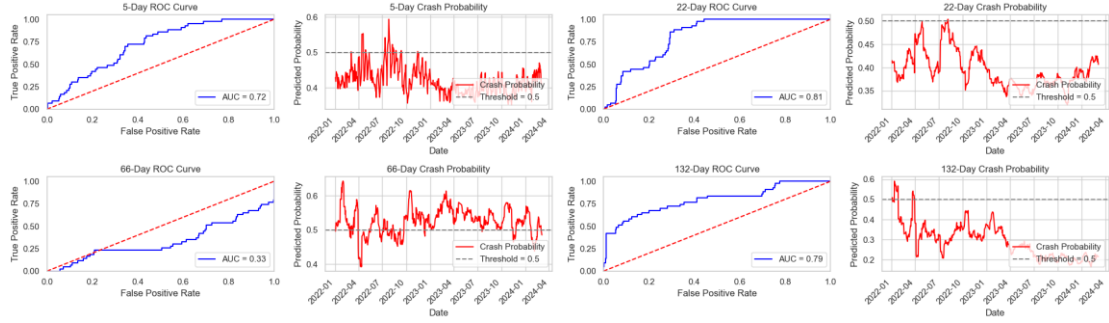 5-Day ROC Curve
1.00
0.75
0.50
0.25
0.00
True Positive Rate
AUC = 0.72
0.0 0.2 0.4 0.6 0.8 1.0
False Positive Rate
5-Day Crash Probability
0.6
0.5
0.4
Predicted Probability
Crash Probability
Threshold = 0.5
2022-01 2022-04 2022-07 2022-10 2023-01 2023-04 2023-07 2023-10 2024-01 2024-04
Date
22-Day ROC Curve
1.00
0.75
0.50
0.25
0.00
True Positive Rate
AUC = 0.81
0.0 0.2 0.4 0.6 0.8 1.0
False Positive Rate
22-Day Crash Probability
0.50
0.45
0.40
0.35
Predicted Probability
Crash Probability
Threshold = 0.5
2022-01 2022-04 2022-07 2022-10 2023-01 2023-04 2023-07 2023-10 2024-01 2024-04
Date
66-Day ROC Curve
1.00
0.75
0.50
0.25
0.00
True Positive Rate
AUC = 0.33
0.0 0.2 0.4 0.6 0.8 1.0
False Positive Rate
66-Day Crash Probability
0.6
0.5
0.4
Predicted Probability
Crash Probability
Threshold = 0.5
2022-01 2022-04 2022-07 2022-10 2023-01 2023-04 2023-07 2023-10 2024-01 2024-04
Date
132-Day ROC Curve
1.00
0.75
0.50
0.25
0.00
True Positive Rate
AUC = 0.79
0.0 0.2 0.4 0.6 0.8 1.0
False Positive Rate
132-Day Crash Probability
0.6
0.5
0.4
0.3
0.2
Predicted Probability
Crash Probability
Threshold = 0.5
2022-01 2022-04 2022-07 2022-10 2023-01 2023-04 2023-07 2023-10 2024-01 2024-04
Date